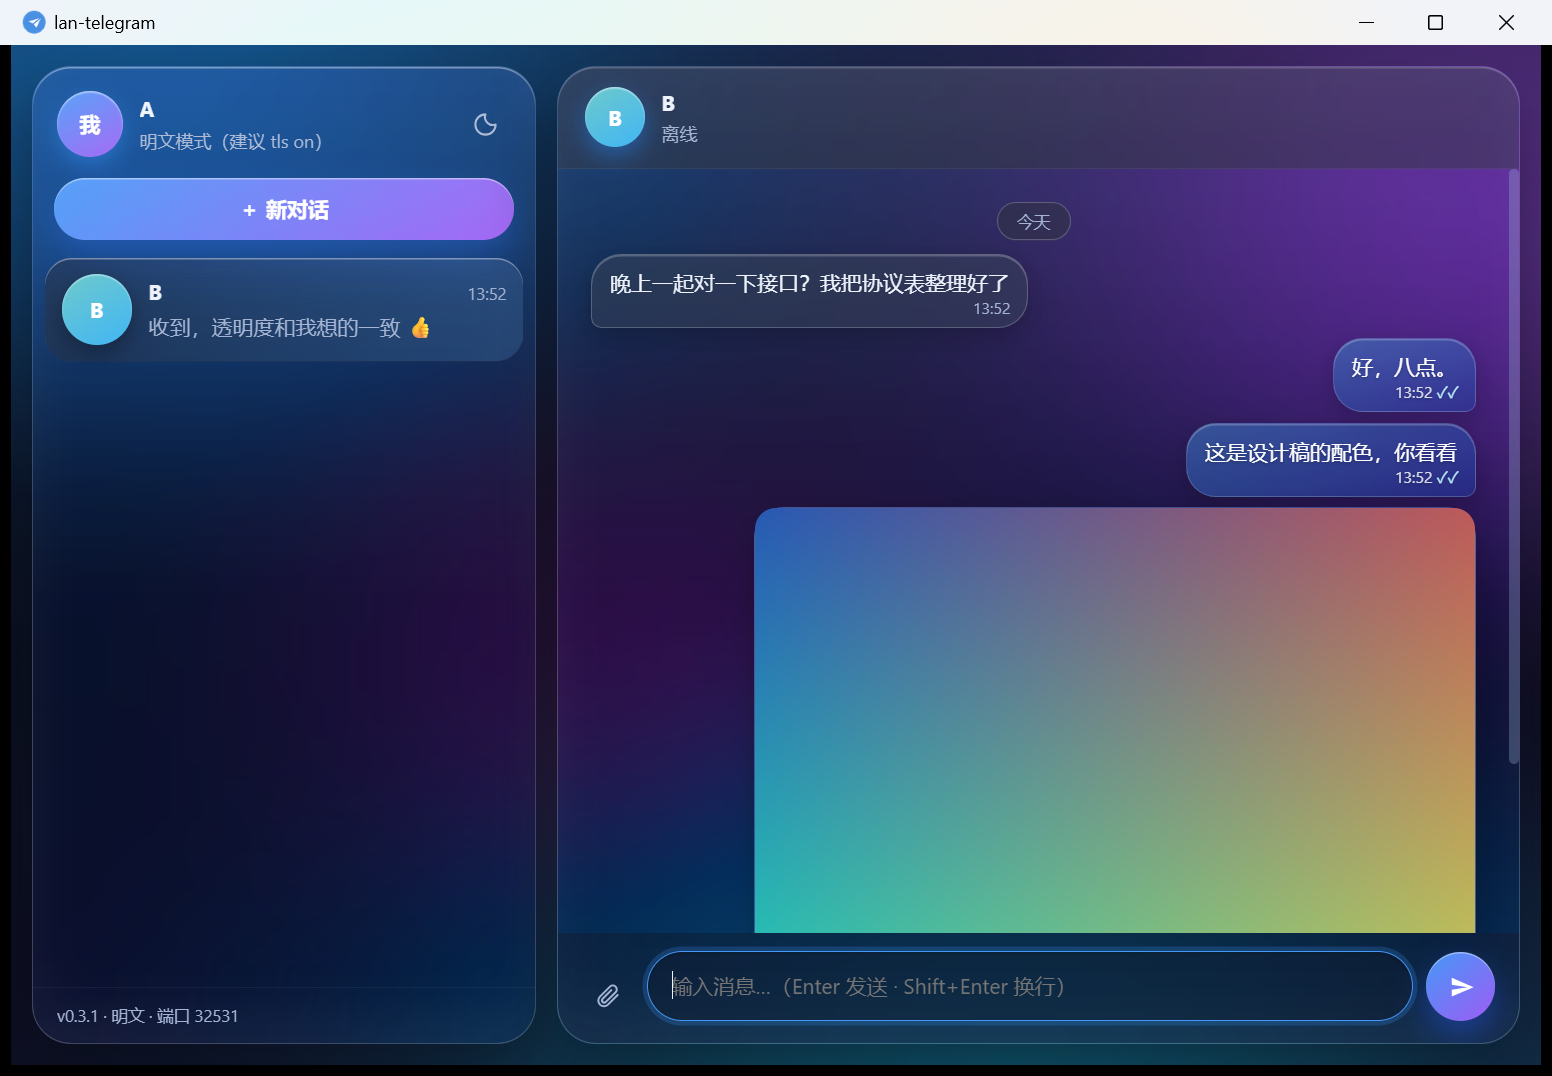 lan-telegram
我
A
明文模式（建议 tls on）
+ 新对话
B
B
13:52
收到，透明度和我想的一致 👍
v0.3.1 · 明文 · 端口 32531
B
B
离线
今天
晚上一起对一下接口？我把协议表整理好了
13:52
好，八点。
13:52 ✓✓
这是设计稿的配色，你看看
13:52 ✓✓
输入消息...（Enter 发送 · Shift+Enter 换行）